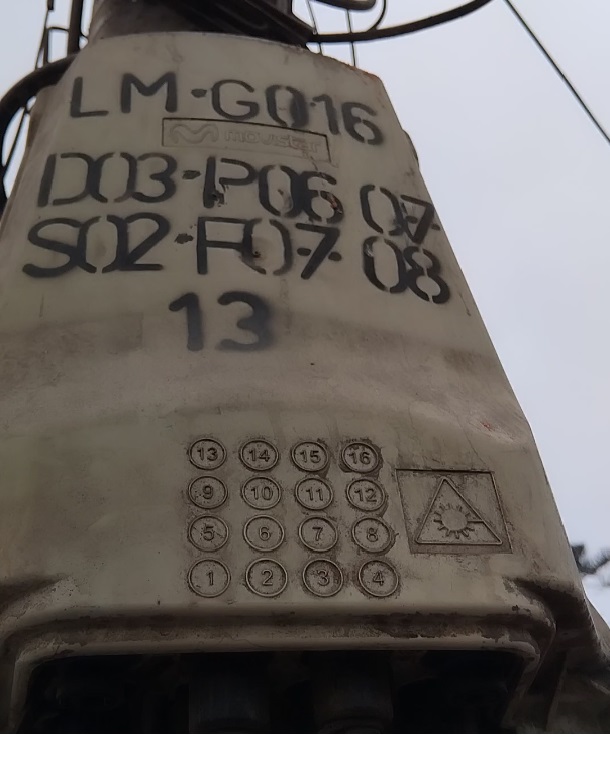 LM-G016
movistar
D03-P06 07-
S02-F07- 08
13
13 14 15 16
9 10 11 12
5 6 7 8
1 2 3 4